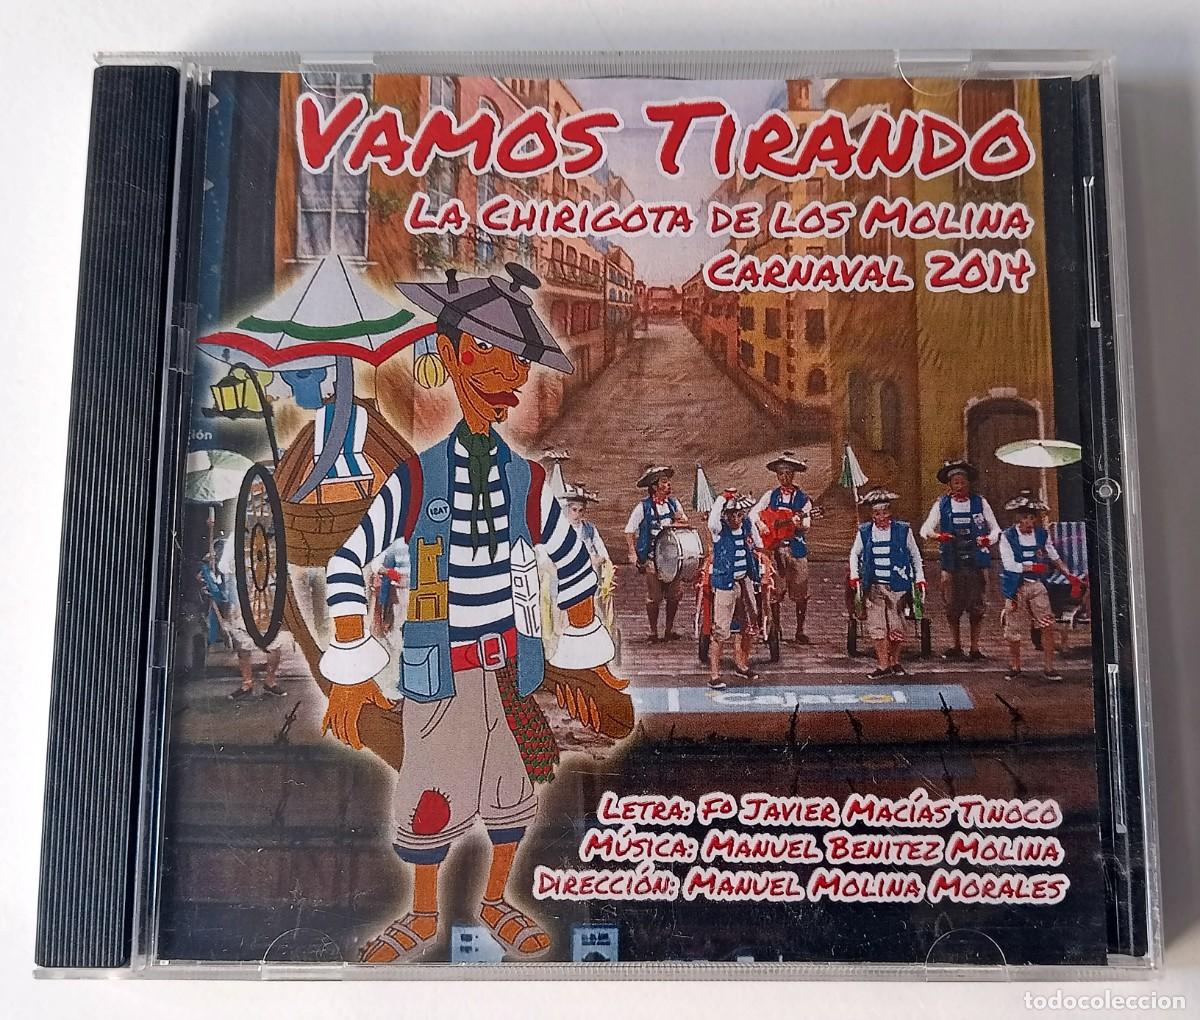 VAMOS TIRANDO
LA CHIRIGOTA DE LOS MOLINA
CARNAVAL 2014
ción
Cajasol
LETRA: Fº JAVIER MACÍAS TINOCO
MÚSICA: MANUEL BENITEZ MOLINA
DIRECCIÓN: MANUEL MOLINA MORALES
todocoleccion